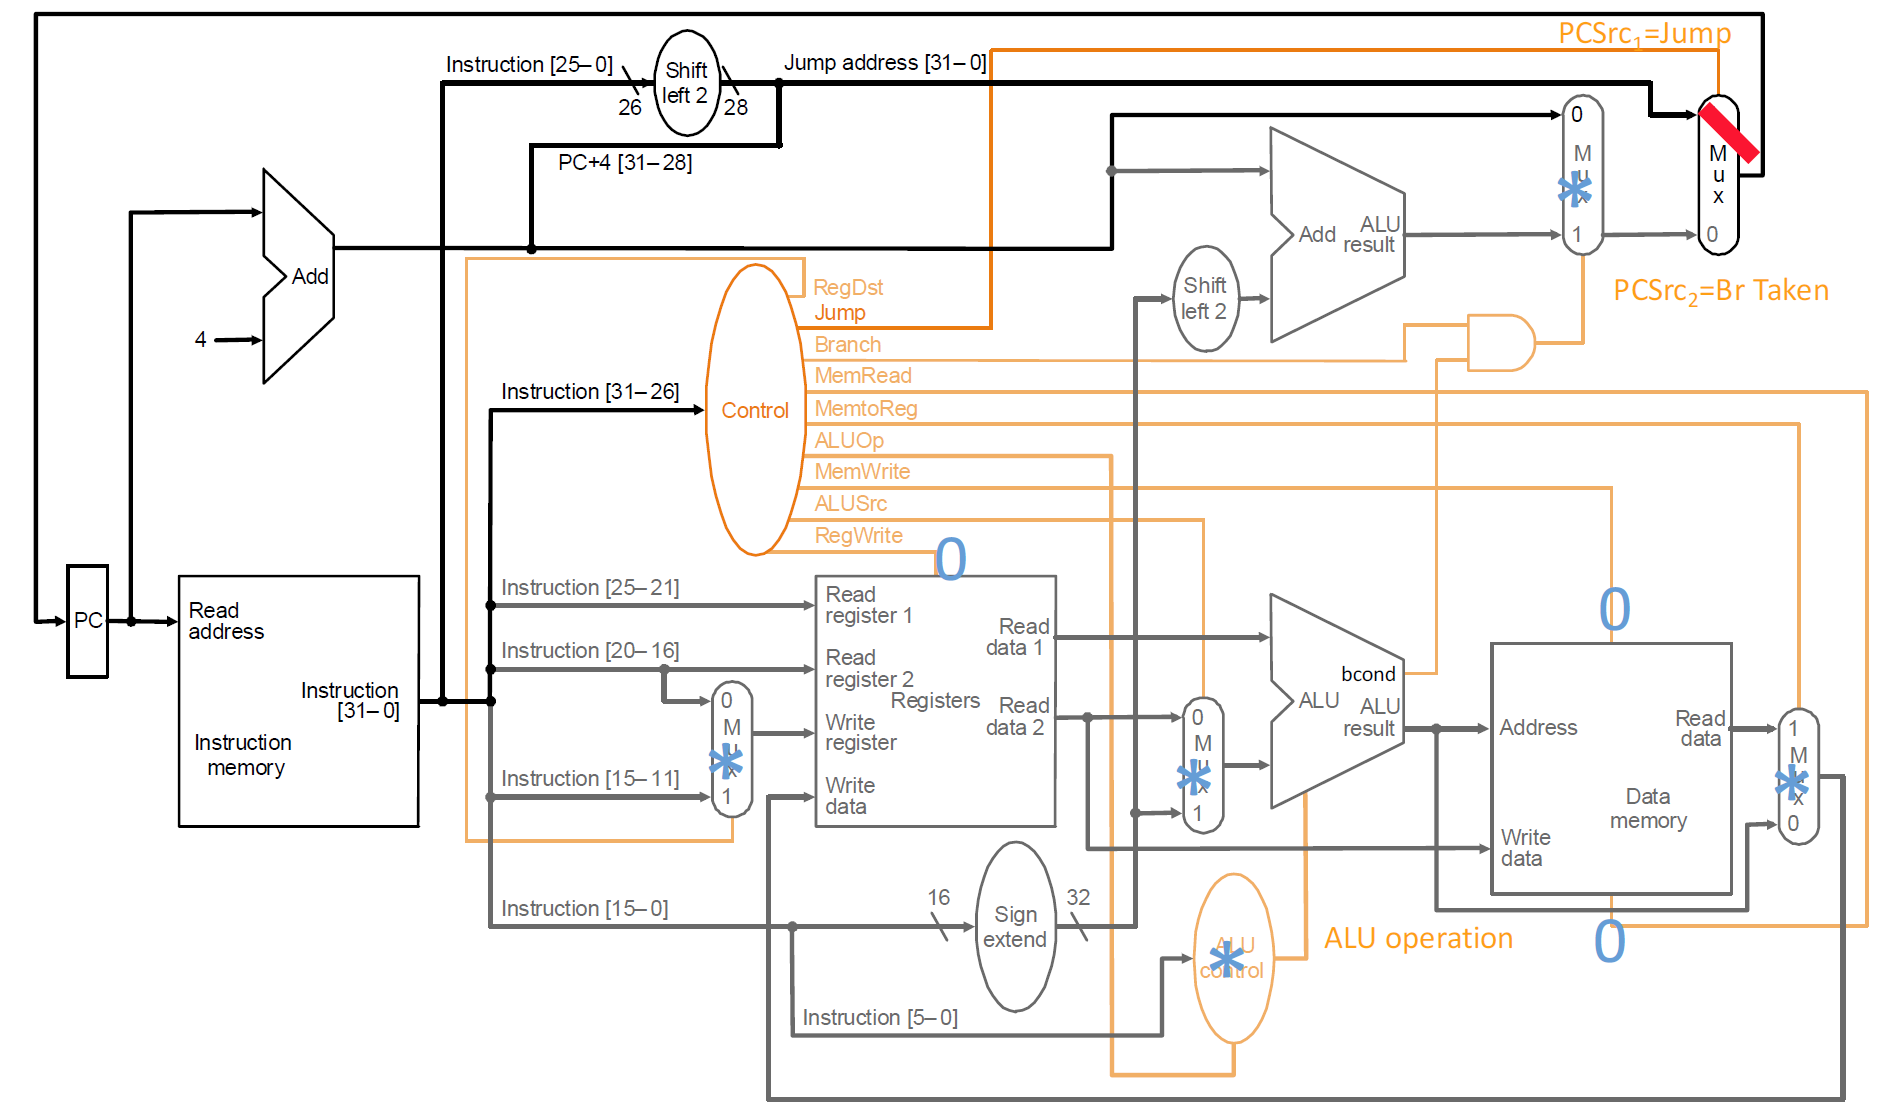 PCSrc1=Jump
Instruction [25–0]
Shift
left 2
Jump address [31–0]
26
28
PC+4 [31–28]
0
M
u
x
1
M
u
x
0
Add
ALU
result
Add
4
Shift
left 2
PCSrc2=Br Taken
RegDst
Jump
Branch
MemRead
MemtoReg
ALUOp
MemWrite
ALUSrc
RegWrite
Instruction [31–26]
Control
0
PC
Read
address
Instruction
[31–0]
Instruction
memory
Instruction [25–21]
Instruction [20–16]
Instruction [15–11]
Instruction [15–0]
0
M
u
x
1
Read
register 1
Read
register 2
Registers
Write
register
Write
data
Read
data 1
Read
data 2
0
M
u
x
1
bcond
ALU
ALU
result
0
Address
Read
data
Data
memory
Write
data
0
1
M
u
x
0
16
Sign
extend
32
ALU
control
ALU operation
Instruction [5–0]